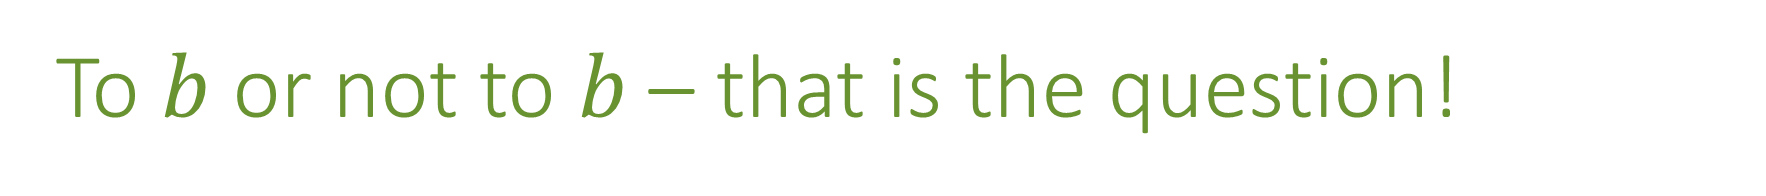 To b or not to b – that is the question!